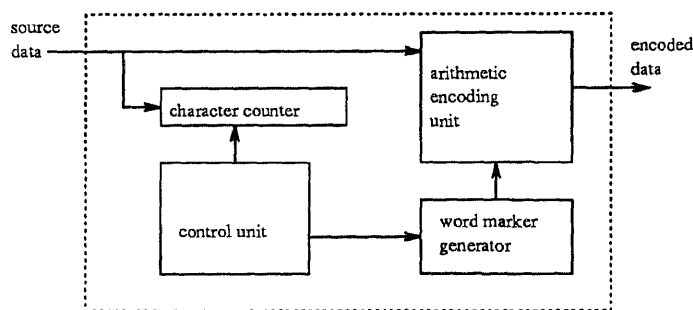 source
data
encoded
data
arithmetic
encoding
unit
character counter
control unit
word marker
generator